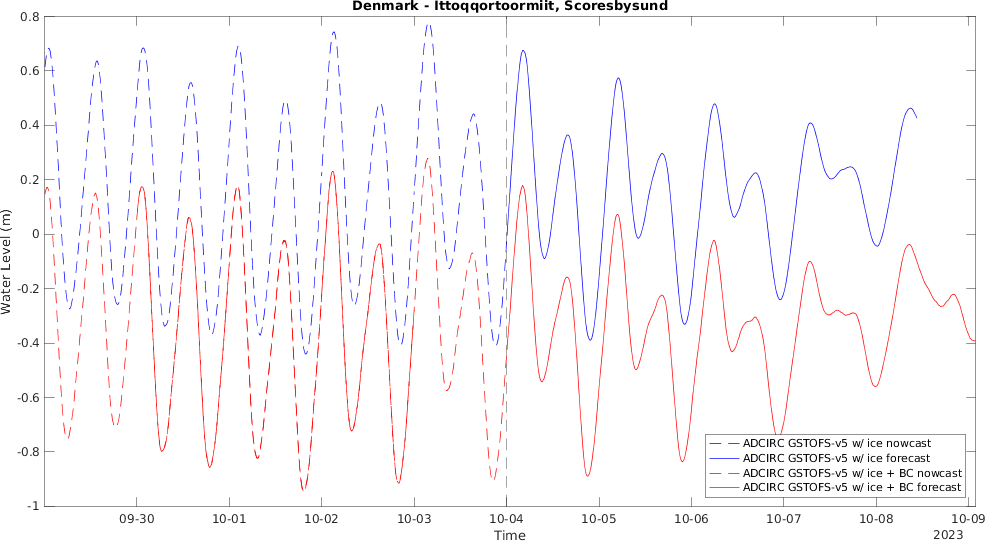 Denmark - Ittoqqortoormiit, Scoresbysund
0.8
0.6
0.4
0.2
0
-0.2
-0.4
-0.6
-0.8
-1
Water Level (m)
09-30 10-01 10-02 10-03 10-04 10-05 10-06 10-07 10-08 10-09
Time
2023
ADCIRC GSTOFS-v5 w/ ice nowcast
ADCIRC GSTOFS-v5 w/ ice forecast
ADCIRC GSTOFS-v5 w/ ice + BC nowcast
ADCIRC GSTOFS-v5 w/ ice + BC forecast